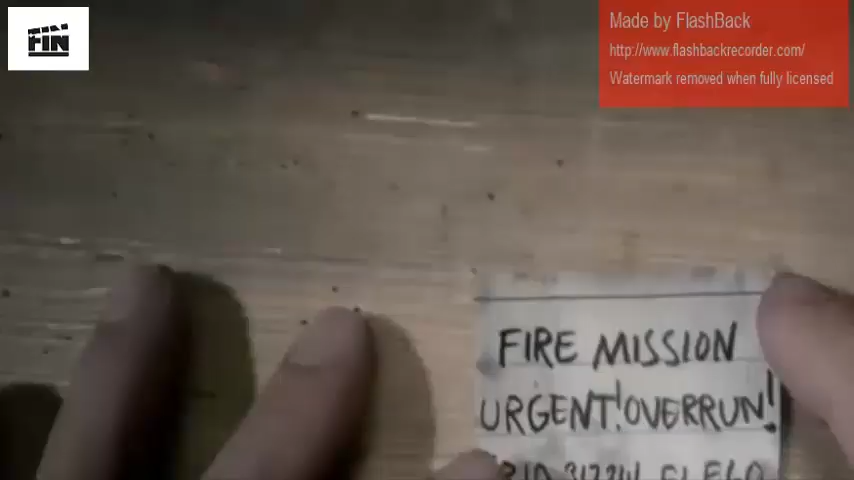 FIN
Made by FlashBack
http://www.flashbackrecorder.com/
Watermark removed when fully licensed
FIRE MISSION
URGENT! OVERRUN!